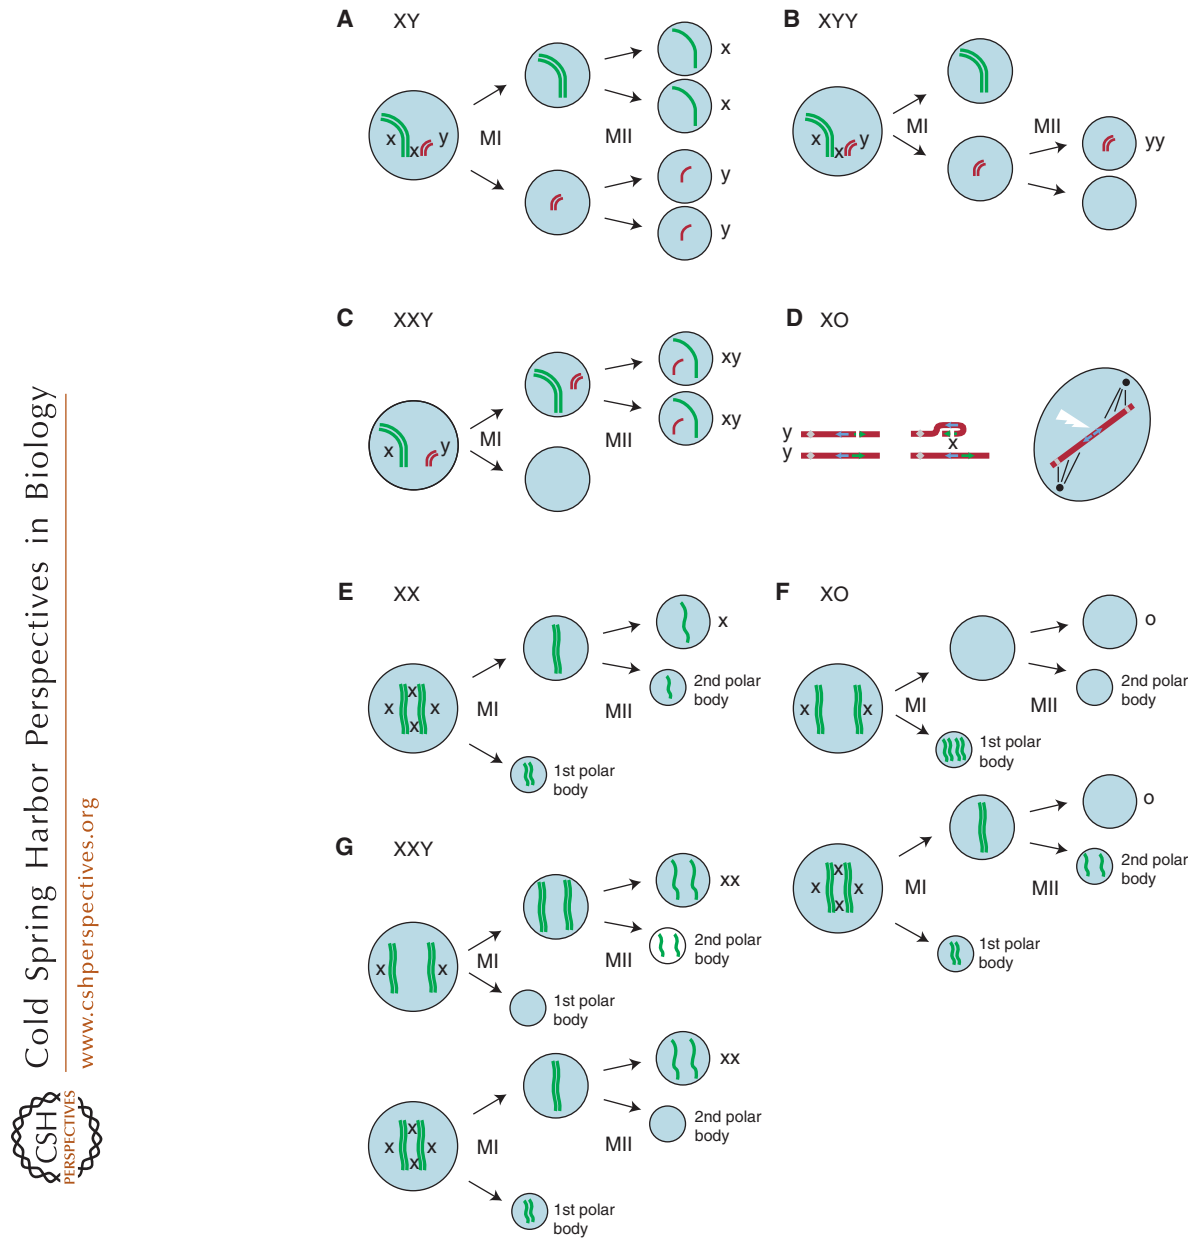 Cold Spring Harbor Perspectives in Biology
www.cshperspectives.org
CSH
PERSPECTIVES
A XY
x x y
MI
MII
x
x
y
y
B XYY
x x y
MI
MII
yy
C XXY
x y
MI
MII
xy
xy
D XO
y
y
x
E XX
x x x x
MI
MII
x
2nd polar
body
1st polar
body
F XO
x x
MI
MII
o
2nd polar
body
1st polar
body
x x x x
MI
MII
o
2nd polar
body
1st polar
body
G XXY
x x
MI
MII
xx
2nd polar
body
1st polar
body
x x x x
MI
MII
xx
2nd polar
body
1st polar
body